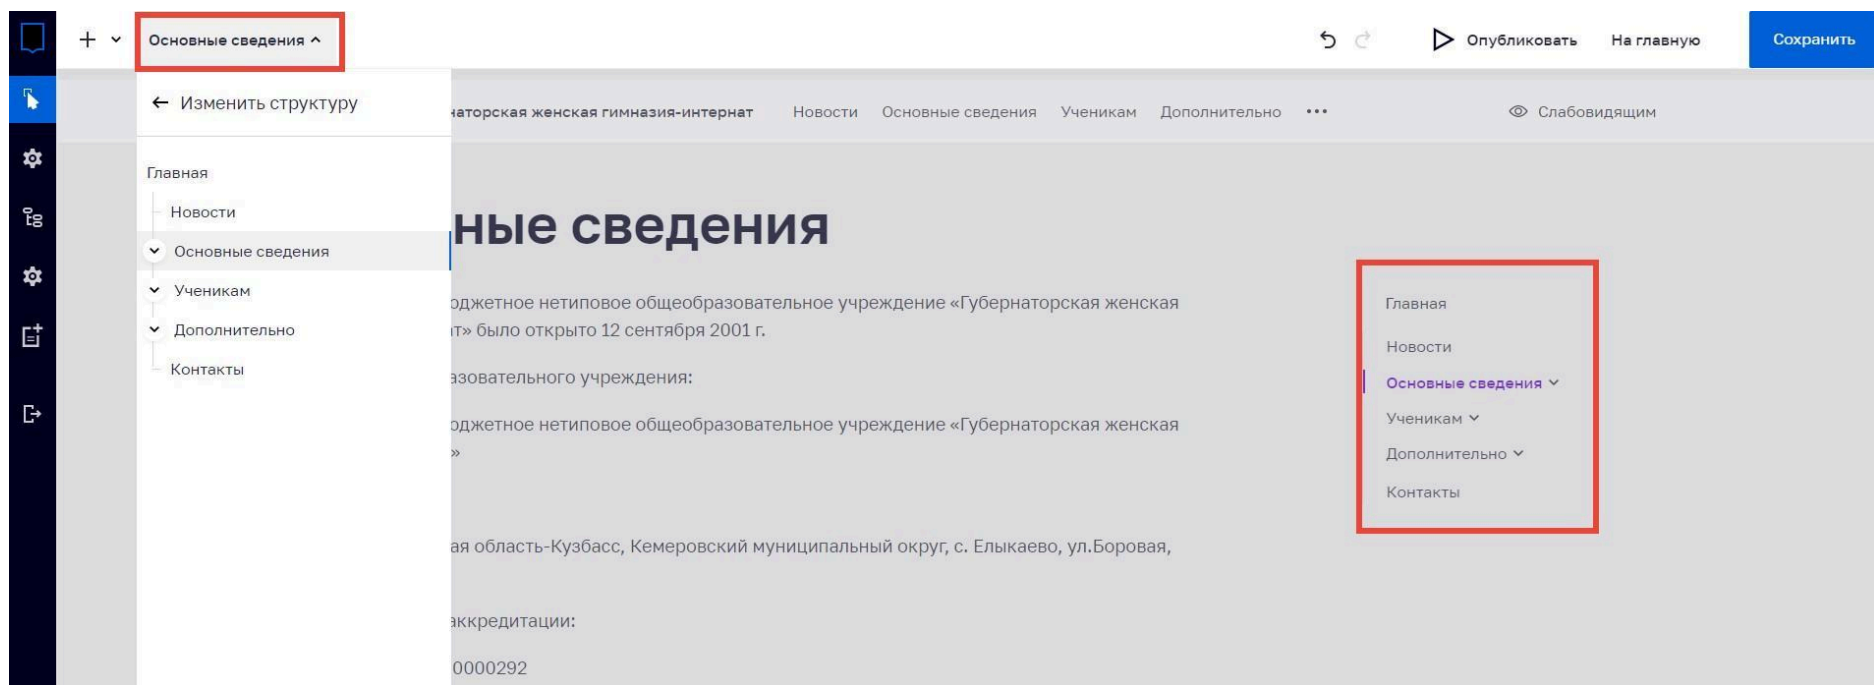 Основные сведения
Опубликовать
На главную
Сохранить
Изменить структуру
Главная
Новости
Основные сведения
Ученикам
Дополнительно
Контакты
наторская женская гимназия-интернат
Новости
Основные сведения
Ученикам
Дополнительно
Слабовидящим
ные сведения
юджетное нетиповое общеобразовательное учреждение «Губернаторская женская
ат» было открыто 12 сентября 2001 г.
азовательного учреждения:
юджетное нетиповое общеобразовательное учреждение «Губернаторская женская
»
ая область-Кузбасс, Кемеровский муниципальный округ, с. Елыкаево, ул.Боровая,
аккредитации:
0000292
Главная
Новости
Основные сведения
Ученикам
Дополнительно
Контакты